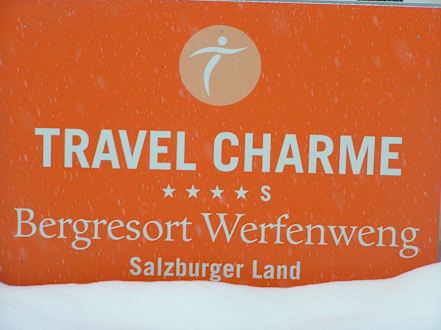 TRAVEL CHARME
★★★★ S
Bergresort Werfenweng
Salzburger Land